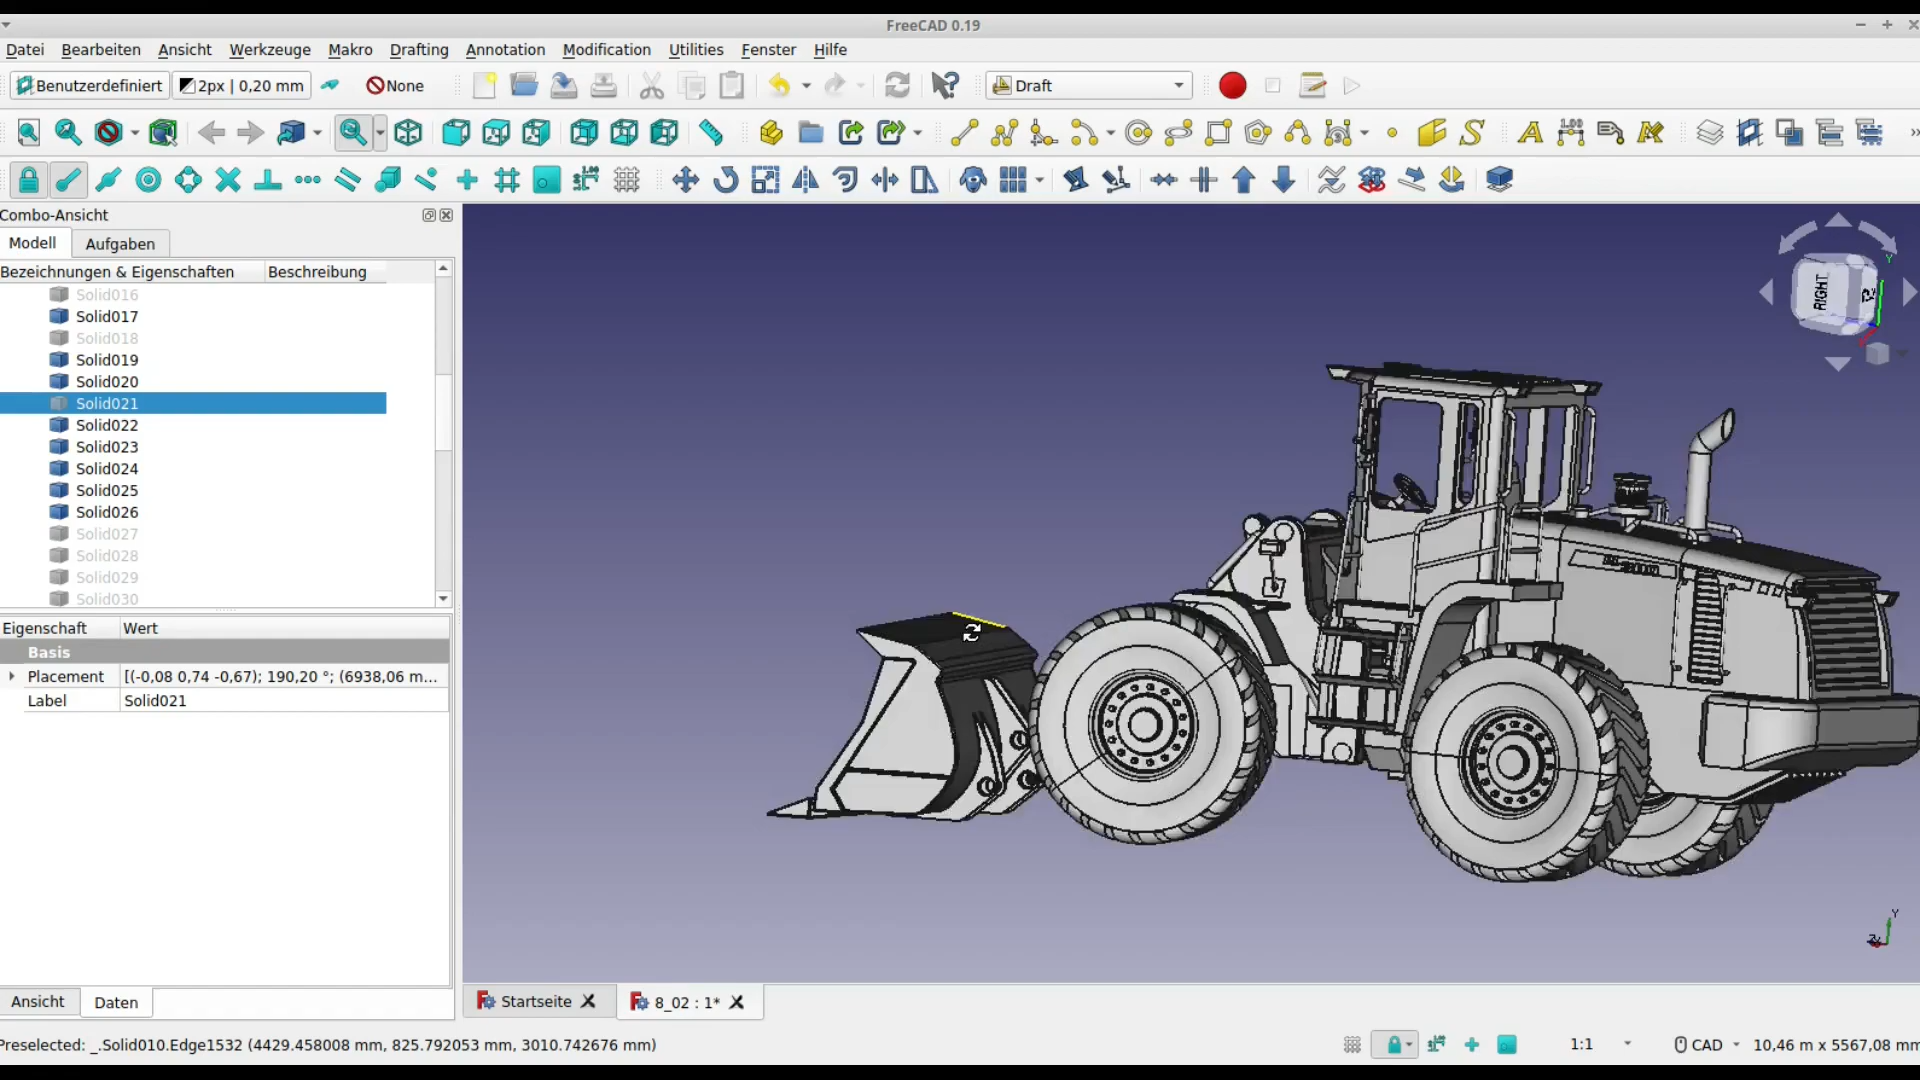 FreeCAD 0.19
Datei Bearbeiten Ansicht Werkzeuge Makro Drafting Annotation Modification Utilities Fenster Hilfe
Benutzerdefiniert 2px | 0,20 mm None Draft
Combo-Ansicht
Modell Aufgaben
Bezeichnungen & Eigenschaften Beschreibung
Solid016
Solid017
Solid018
Solid019
Solid020
Solid021
Solid022
Solid023
Solid024
Solid025
Solid026
Solid027
Solid028
Solid029
Solid030
Eigenschaft Wert
Basis
Placement [(-0,08 0,74 -0,67); 190,20 °; (6938,06 m...
Label Solid021
Ansicht Daten
RIGHT
Y
Y
Startseite
8_02 : 1*
Preselected: _.Solid010.Edge1532 (4429.458008 mm, 825.792053 mm, 3010.742676 mm)
1:1 CAD 10,46 m x 5567,08 mm